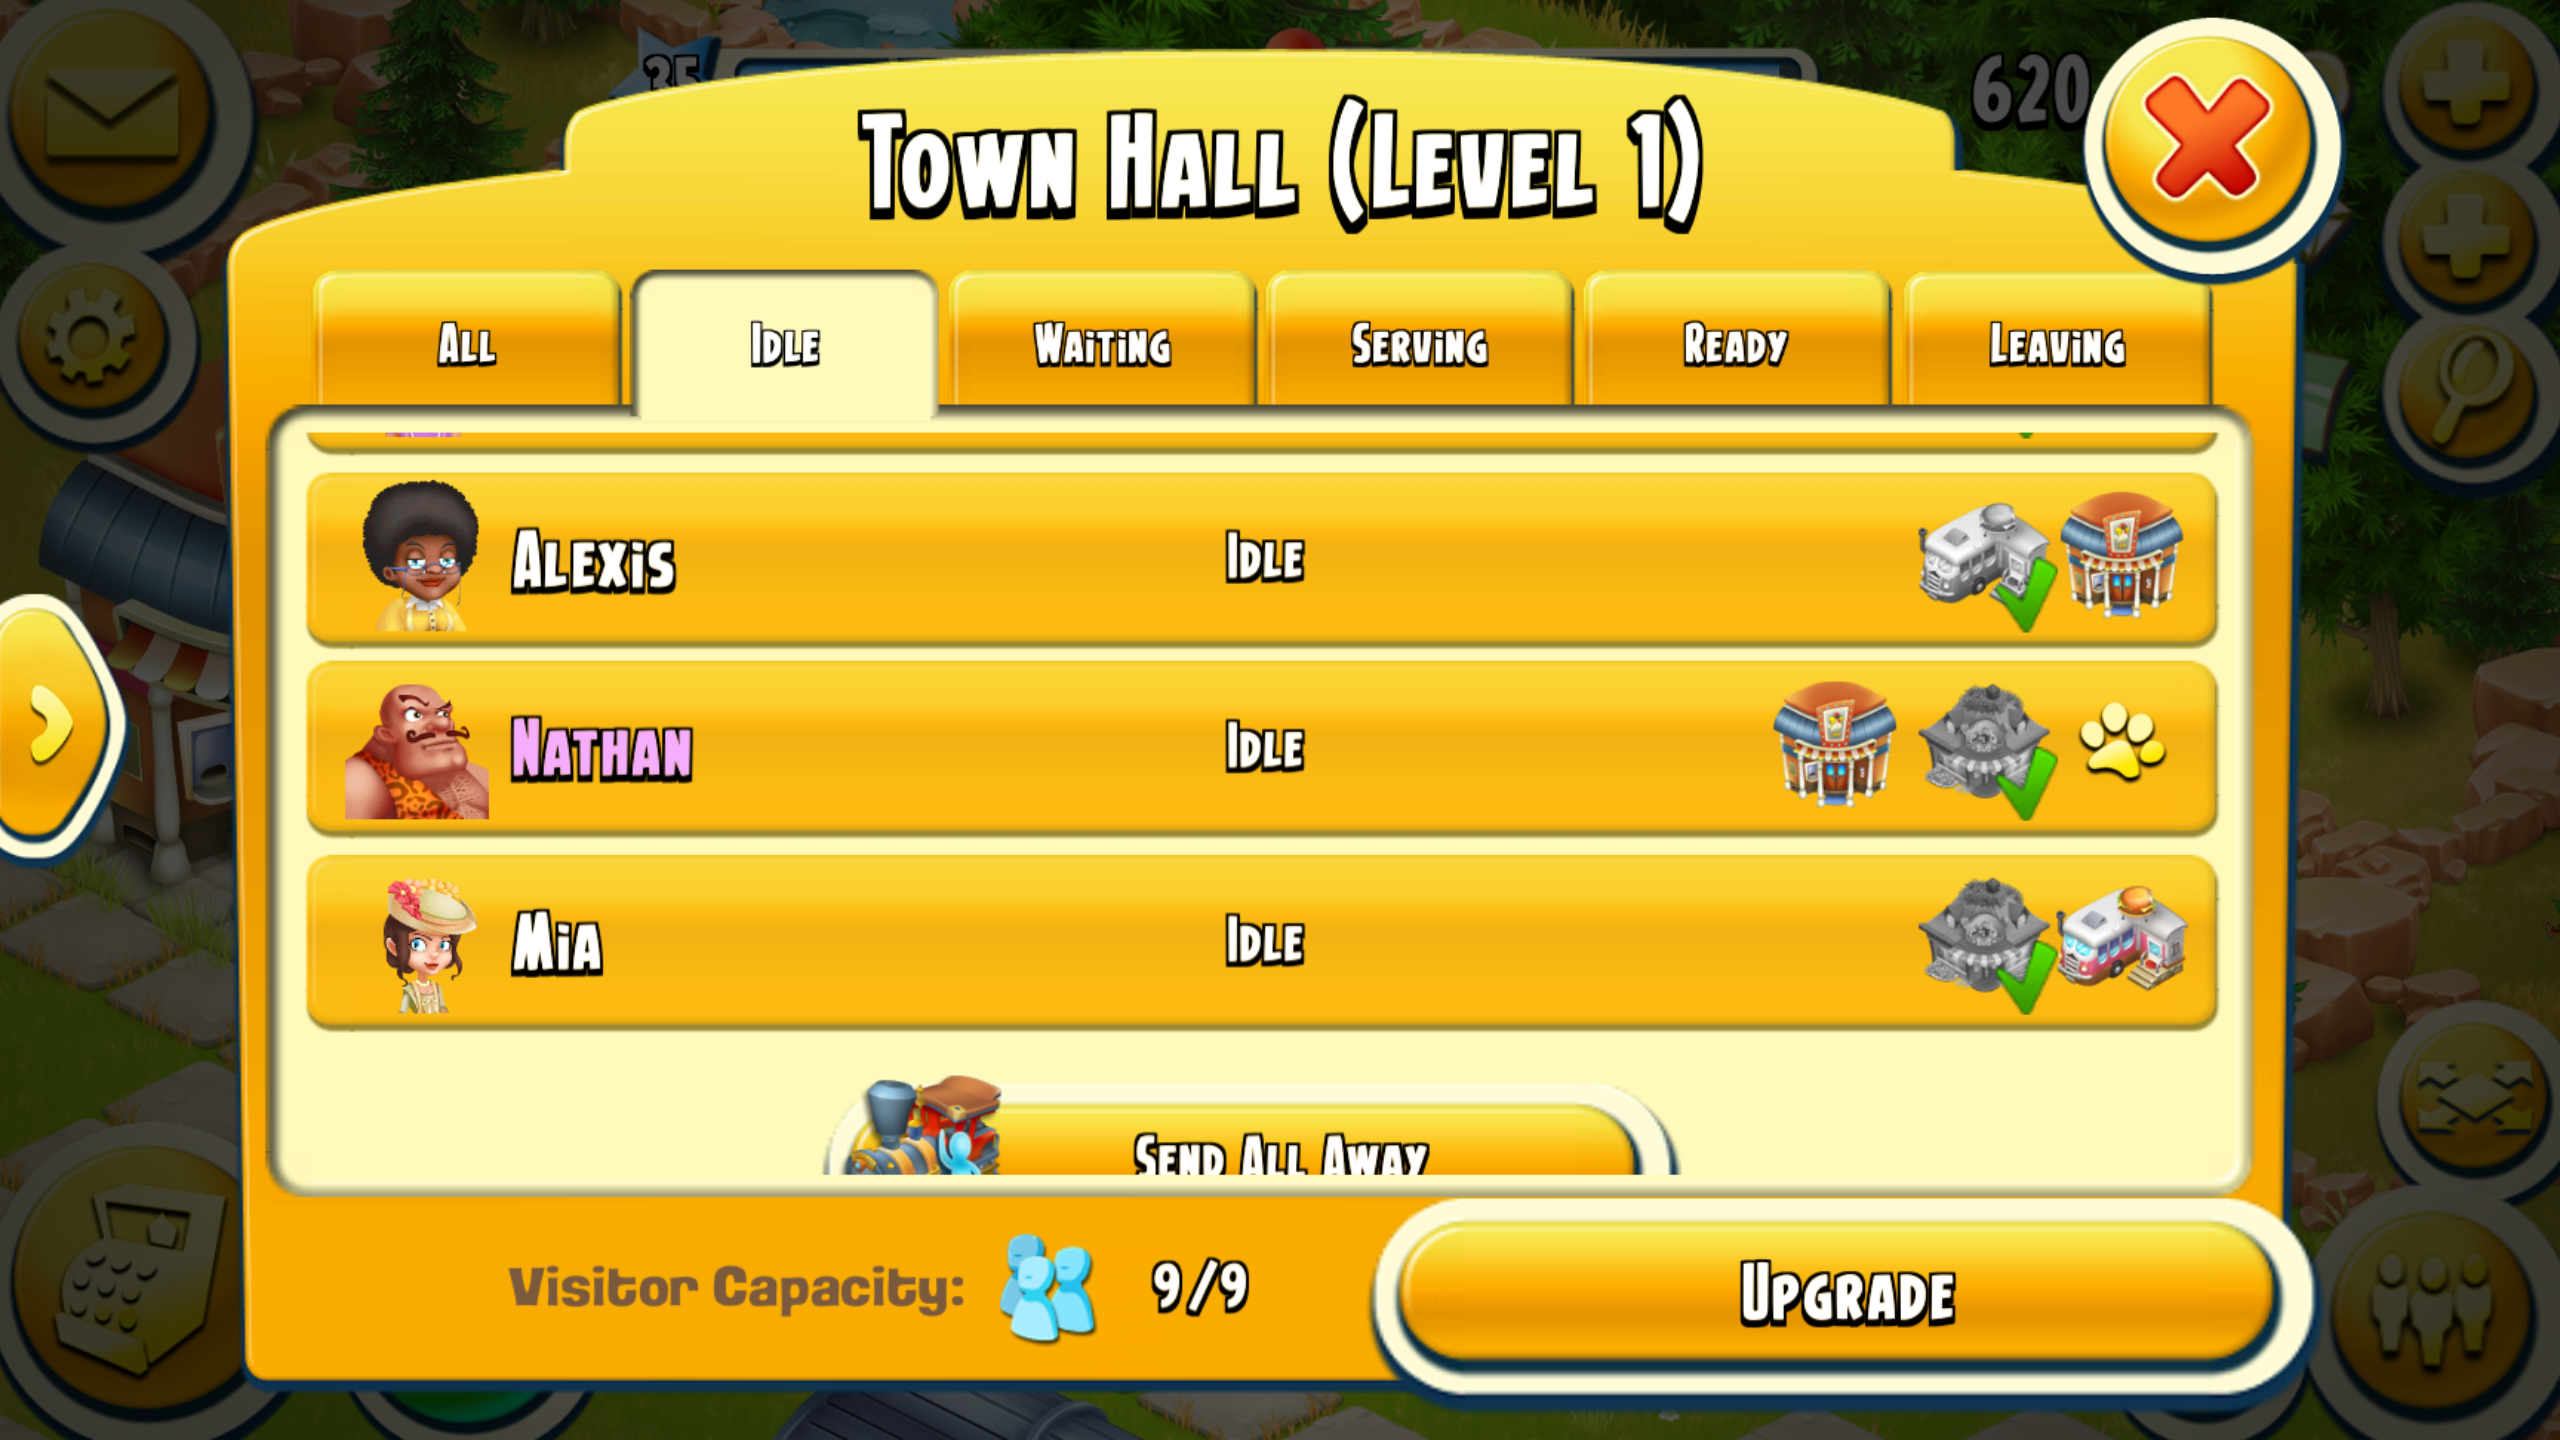 35
620
Town Hall (Level 1)
All
Idle
Waiting
Serving
Ready
Leaving
Alexis
Idle
Nathan
Idle
Mia
Idle
Send All Away
Visitor Capacity:
9/9
Upgrade